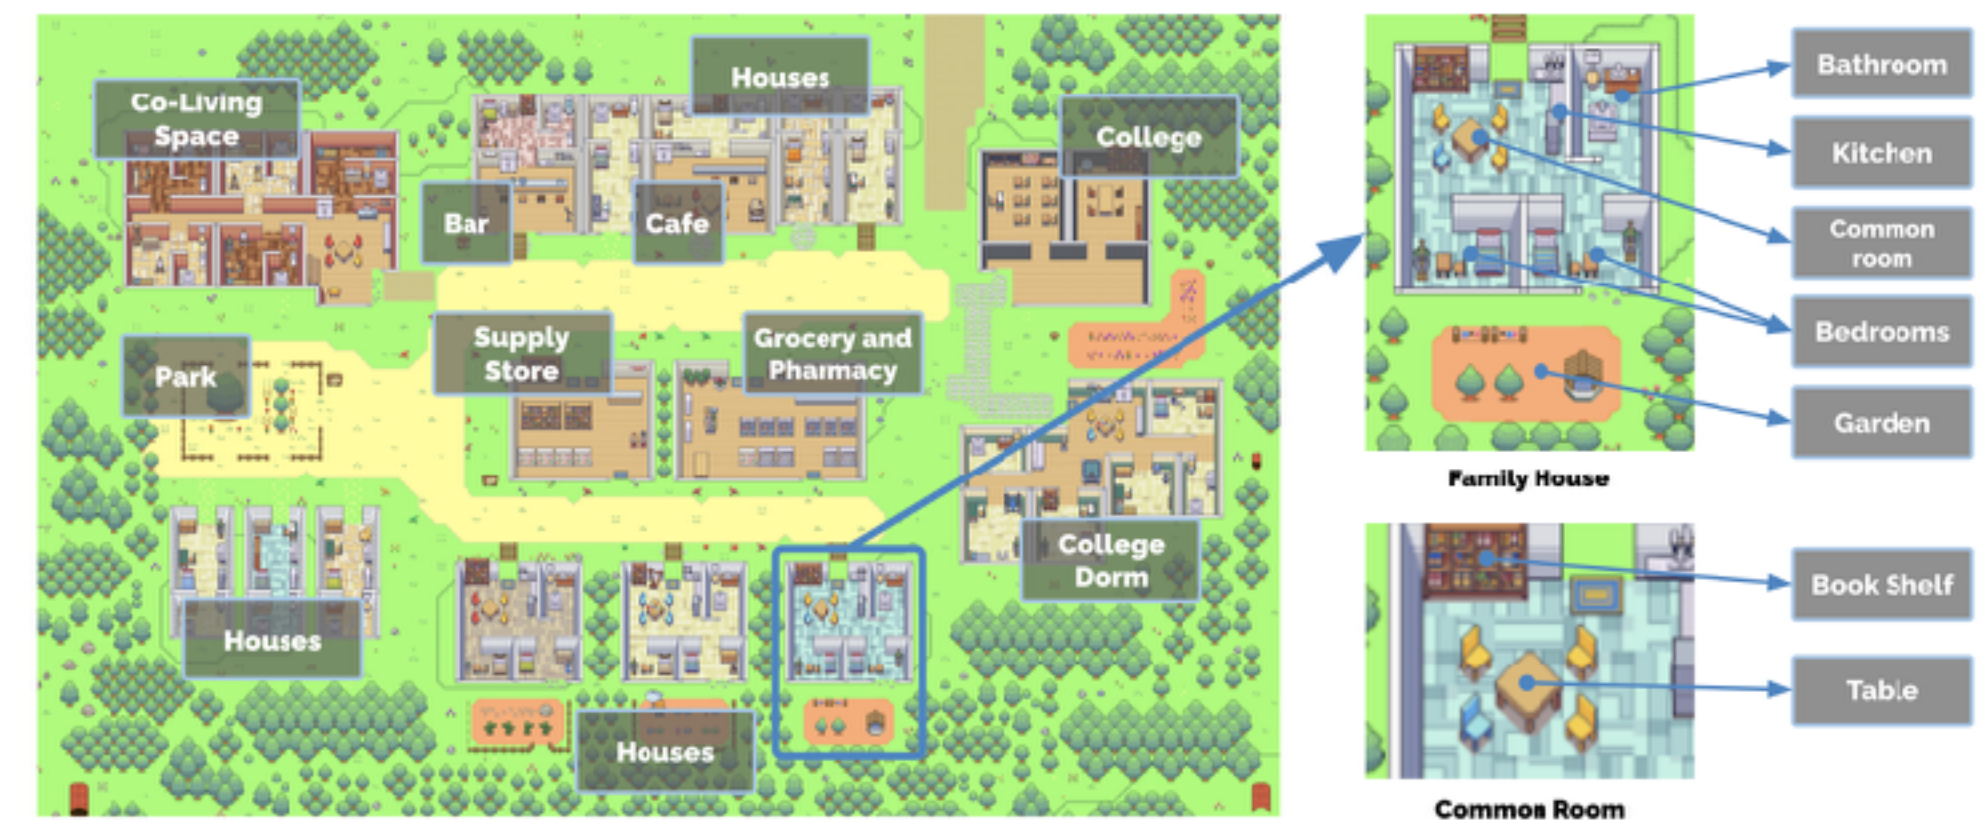 Co-Living
Space
Houses
College
Bar
Cafe
Supply
Store
Grocery and
Pharmacy
Park
College
Dorm
Houses
Houses
Bathroom
Kitchen
Common
room
Bedrooms
Garden
Family House
Book Shelf
Table
Common Room